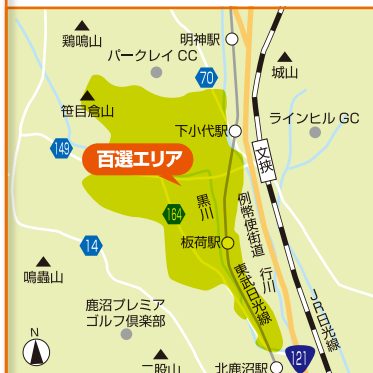 鶏鳴山
明神駅
パークレイ CC
城山
70
笹目倉山
ラインヒル GC
下小代駅
149
文挟
百選エリア
黒川
164
例幣使街道
板荷駅
14
行川
鳴蟲山
東武日光線
JR日光線
鹿沼プレミア
ゴルフ倶楽部
N
二股山
北鹿沼駅
121